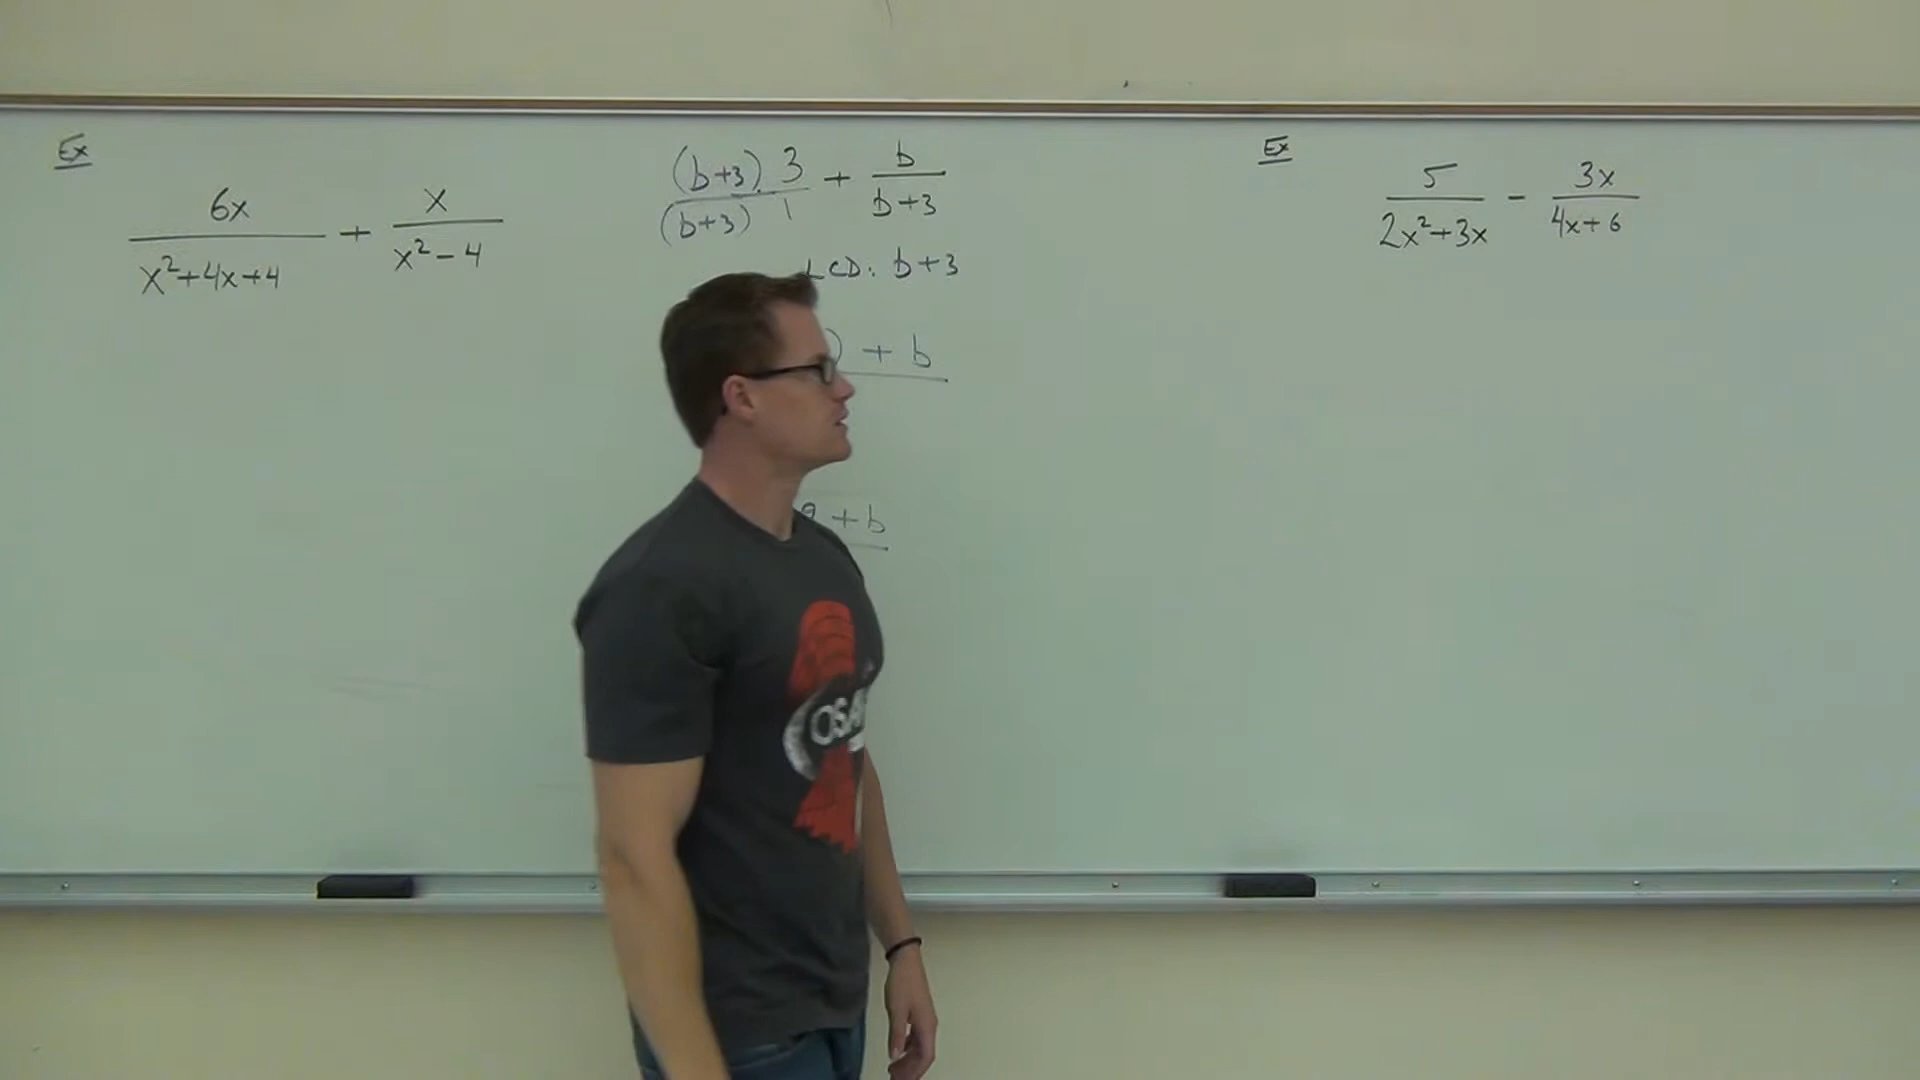 Ex
6x/(x²+4x+4) + x/(x²-4)
(b+3) 3/(b+3) 1 + b/(b+3)
LCD: b+3
) + b
9 + b
Ex
5/(2x²+3x) - 3x/(4x+6)
OSA